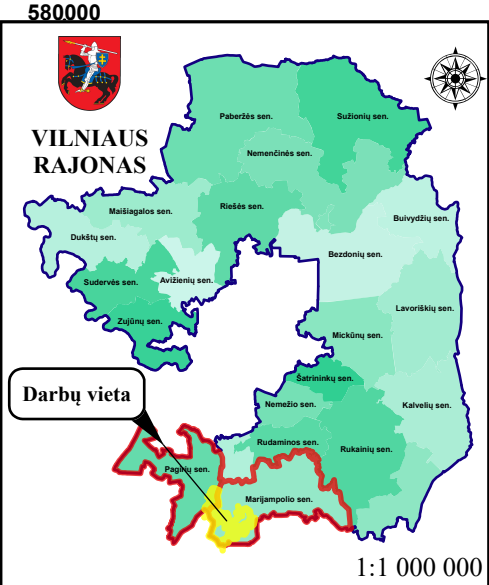 580000
VILNIAUS
RAJONAS
Paberžės sen.
Sužionių sen.
Nemenčinės sen.
Maišiagalos sen.
Riešės sen.
Buivydžių sen.
Dukštų sen.
Bezdonių sen.
Sudervės sen.
Avižienių sen.
Lavoriškių sen.
Zujūnų sen.
Mickūnų sen.
Šatrininkų sen.
Darbų vieta
Nemežio sen.
Kalvelių sen.
Rudaminos sen.
Rukainių sen.
Pagirių sen.
Marijampolio sen.
1:1 000 000